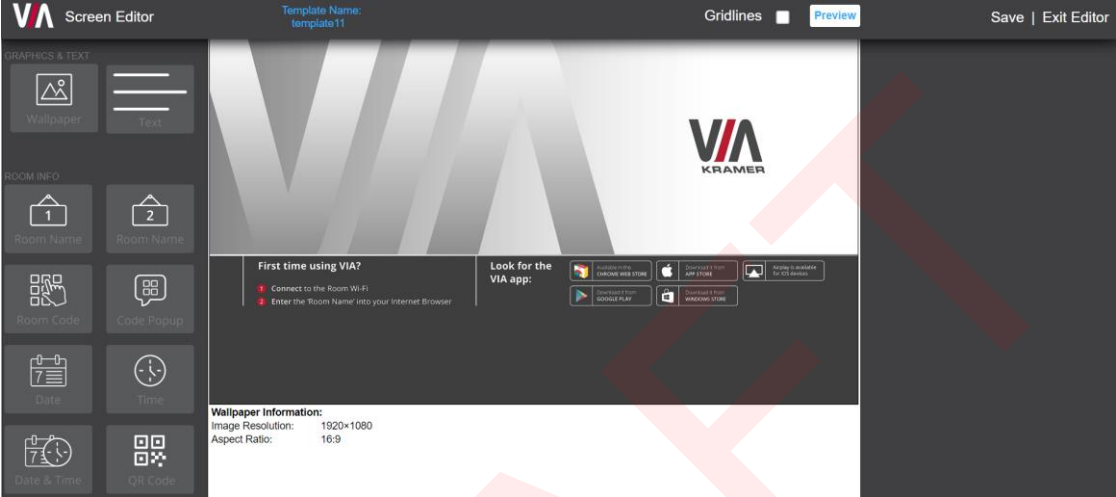 VIA Screen Editor
Template Name:
template11
Gridlines
Preview
Save | Exit Editor
GRAPHICS & TEXT
Wallpaper
Text
ROOM INFO
1
Room Name
2
Room Name
Room Code
Code Popup
7
Date
Time
7
Date & Time
QR Code
VIA
KRAMER
First time using VIA?
1 Connect to the Room Wi-Fi
2 Enter the 'Room Name' into your Internet Browser
Look for the
VIA app:
Available in the
CHROME WEB STORE
Download it from
APP STORE
Airplay is available
for iOS devices
Download it from
GOOGLE PLAY
Download it from
WINDOWS STORE
Wallpaper Information:
Image Resolution: 1920×1080
Aspect Ratio: 16:9